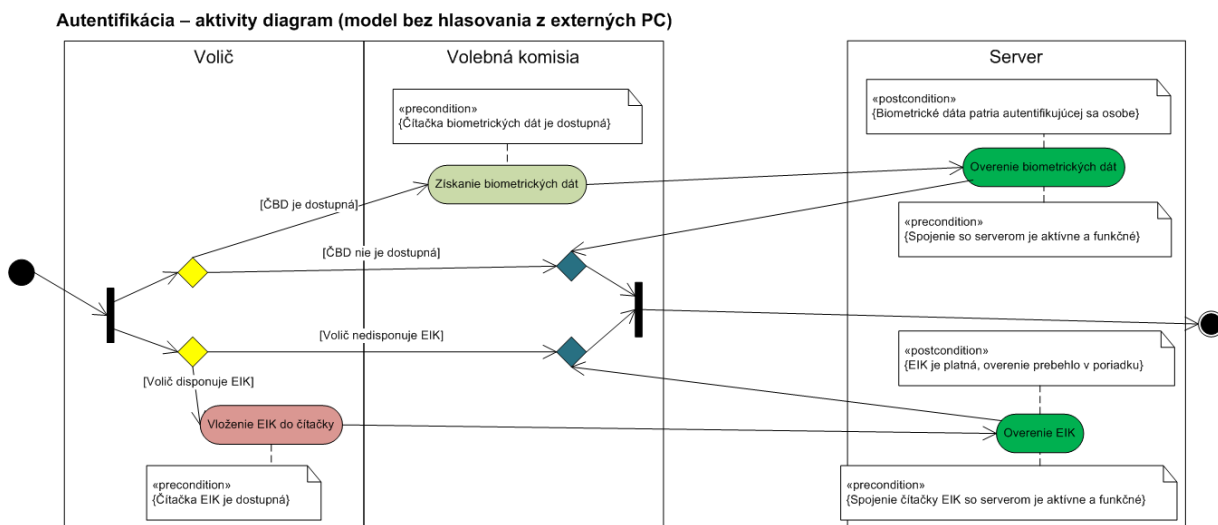 Autentifikácia – aktivity diagram (model bez hlasovania z externých PC)
Volič
Volebná komisia
Server
«precondition»
{Čítačka biometrických dát je dostupná}
«postcondition»
{Biometrické dáta patria autentifikujúcej sa osobe}
Získanie biometrických dát
Overenie biometrických dát
[ČBD je dostupná]
«precondition»
{Spojenie so serverom je aktívne a funkčné}
[ČBD nie je dostupná]
[Volič nedisponuje EIK]
«postcondition»
{EIK je platná, overenie prebehlo v poriadku}
[Volič disponuje EIK]
Vloženie EIK do čítačky
Overenie EIK
«precondition»
{Čítačka EIK je dostupná}
«precondition»
{Spojenie čítačky EIK so serverom je aktívne a funkčné}